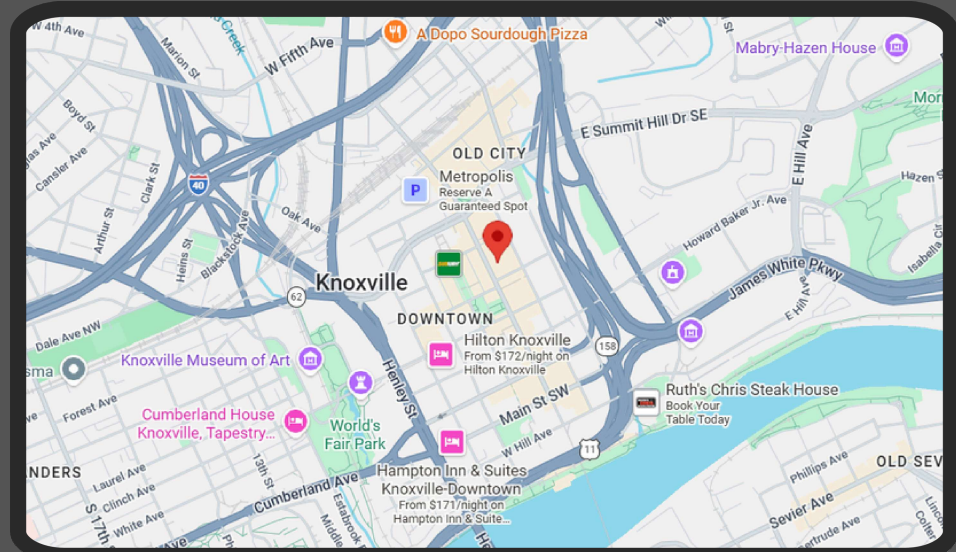 W 4th Ave
Marion St
Creek
W Fifth Ave
A Dopo Sourdough Pizza
Mabry-Hazen House
Boyd St
Cansler Ave
Clark St
40
E Summit Hill Dr SE
OLD CITY
Metropolis
Reserve A
Guaranteed Spot
P
E Hill Ave
Arthur St
Heins St
Blackstock Ave
Oak Ave
Howard Baker Jr. Ave
Knoxville
62
James White Pkwy
E Hill Ave
DOWNTOWN
Dale Ave NW
Knoxville Museum of Art
Hilton Knoxville
From $172/night on
Hilton Knoxville
158
Henley St
Forest Ave
Cumberland House
Knoxville, Tapestry...
World's
Fair Park
Main St SW
Ruth's Chris Steak House
Book Your
Table Today
W Hill Ave
11
Hampton Inn & Suites
Knoxville-Downtown
From $171/night on
Hampton Inn & Suite...
NDERS
Laurel Ave
Clinch Ave
White Ave
S 17th
13th St
Cumberland Ave
Phillips Ave
OLD SEV
Sevier Ave